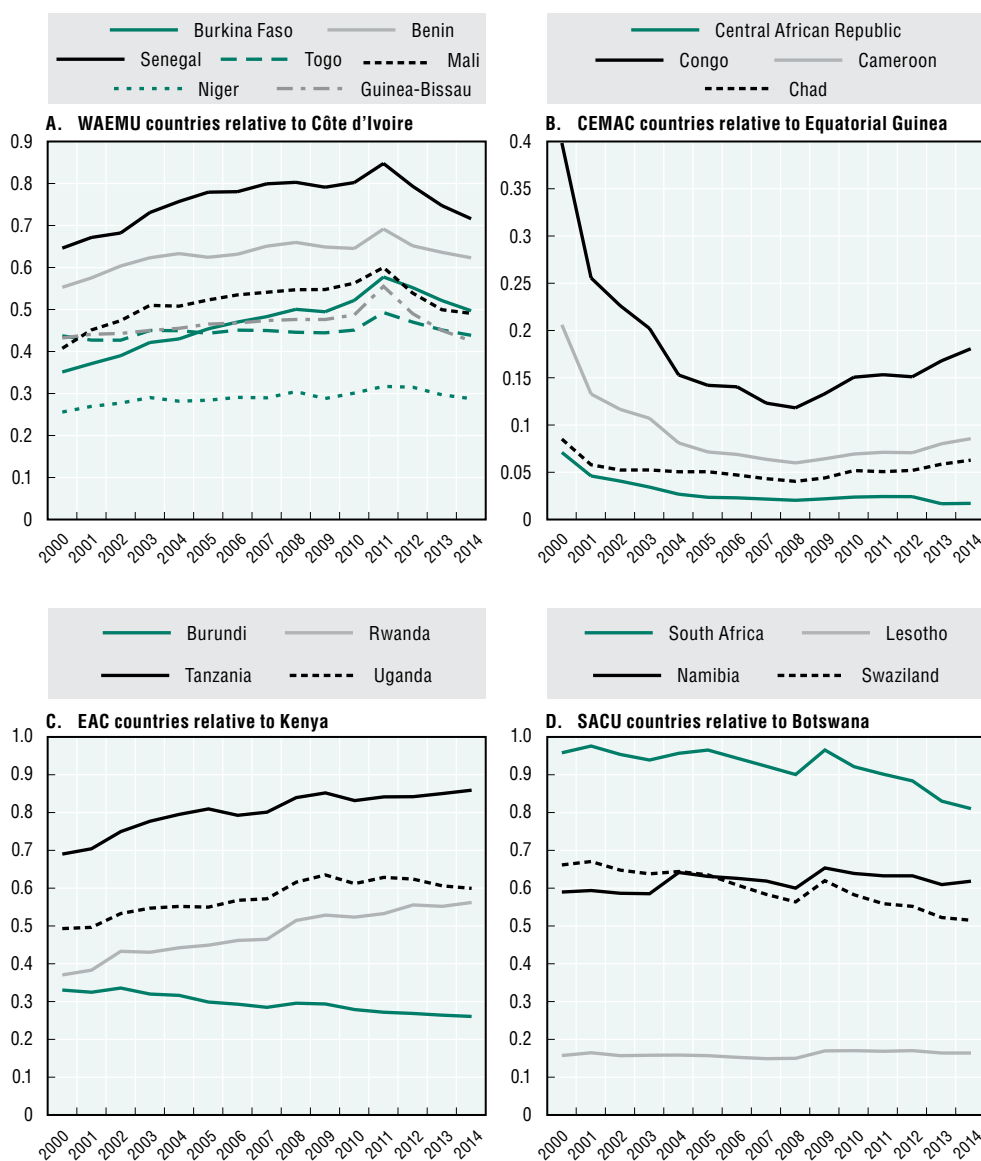 Burkina Faso Benin
Senegal Togo Mali
Niger Guinea-Bissau
A. WAEMU countries relative to Côte d'Ivoire
0.9
0.8
0.7
0.6
0.5
0.4
0.3
0.2
0.1
0
2000 2001 2002 2003 2004 2005 2006 2007 2008 2009 2010 2011 2012 2013 2014
Central African Republic
Congo Cameroon
Chad
B. CEMAC countries relative to Equatorial Guinea
0.4
0.35
0.3
0.25
0.2
0.15
0.1
0.05
0
2000 2001 2002 2003 2004 2005 2006 2007 2008 2009 2010 2011 2012 2013 2014
Burundi Rwanda
Tanzania Uganda
C. EAC countries relative to Kenya
1.0
0.9
0.8
0.7
0.6
0.5
0.4
0.3
0.2
0.1
0
2000 2001 2002 2003 2004 2005 2006 2007 2008 2009 2010 2011 2012 2013 2014
South Africa Lesotho
Namibia Swaziland
D. SACU countries relative to Botswana
1.0
0.9
0.8
0.7
0.6
0.5
0.4
0.3
0.2
0.1
0
2000 2001 2002 2003 2004 2005 2006 2007 2008 2009 2010 2011 2012 2013 2014